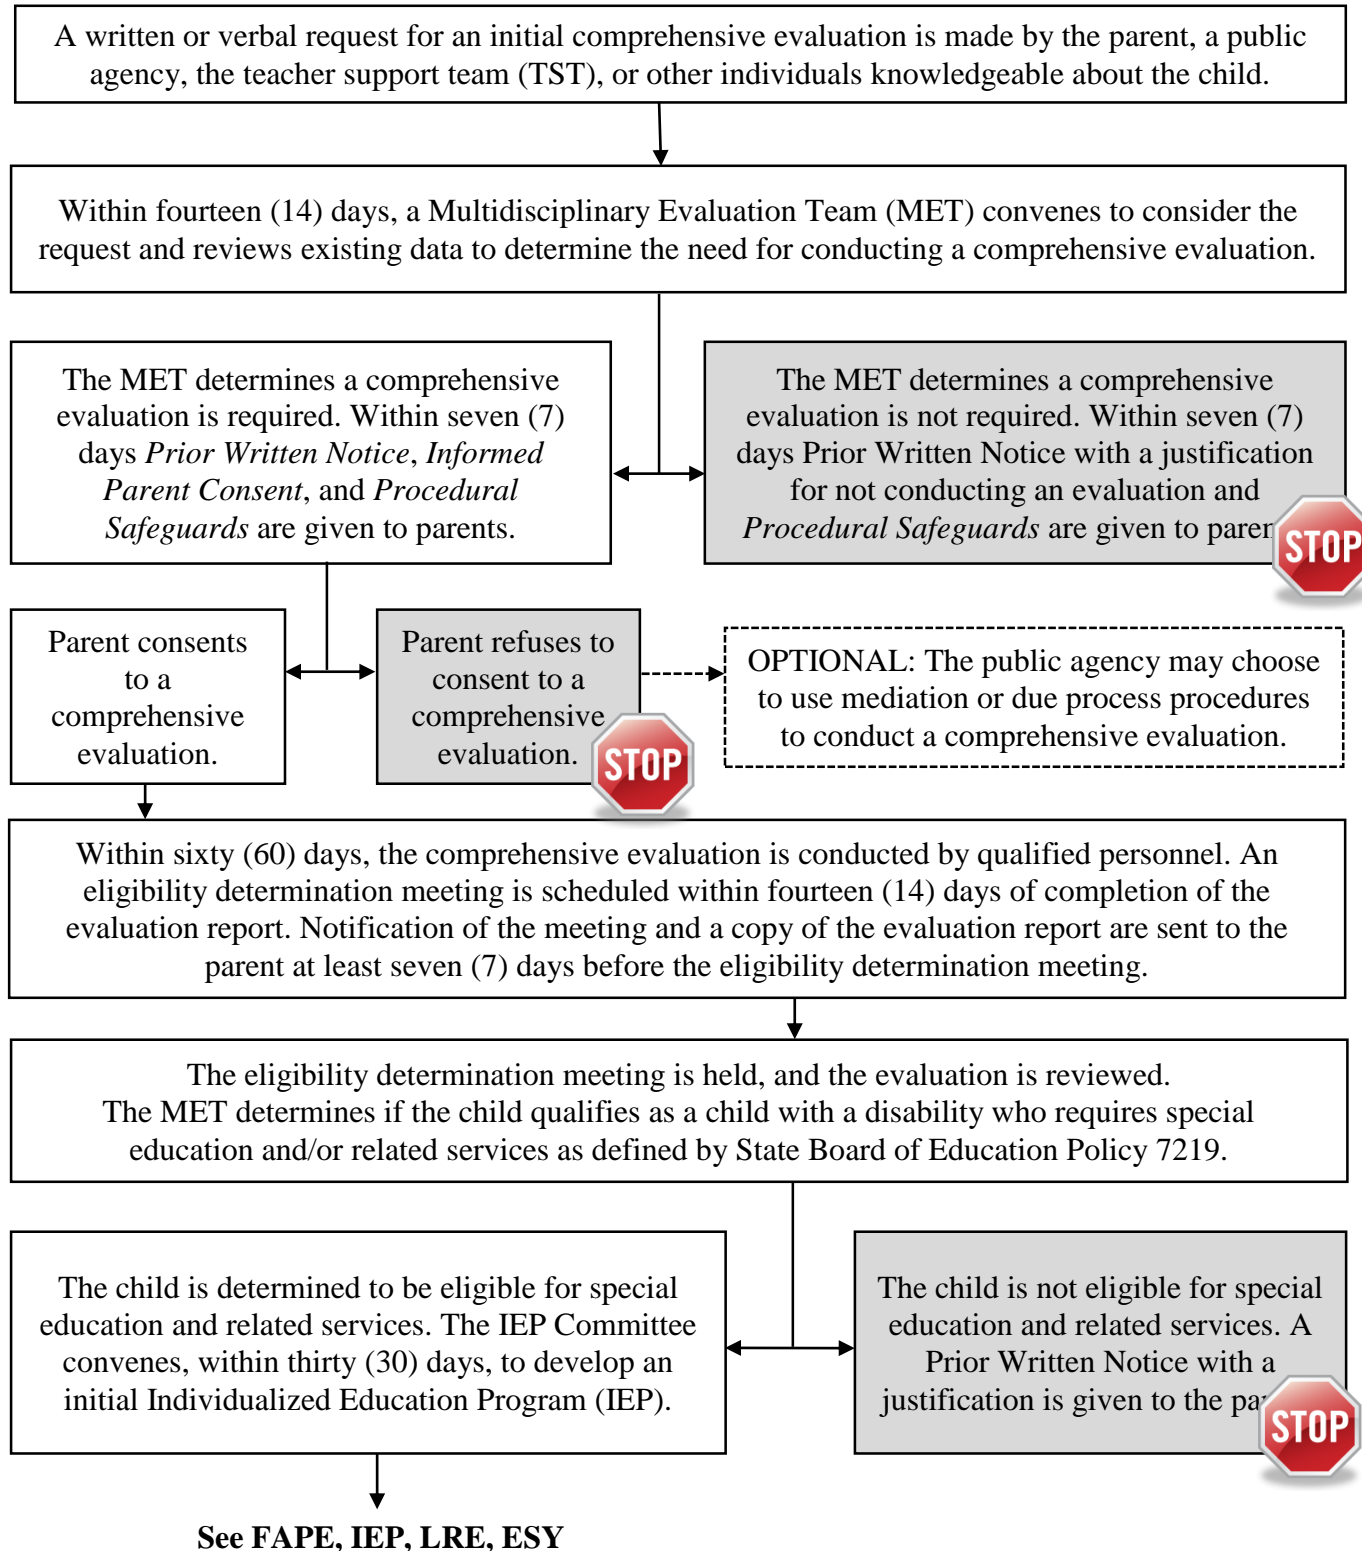 A written or verbal request for an initial comprehensive evaluation is made by the parent, a public
agency, the teacher support team (TST), or other individuals knowledgeable about the child.
Within fourteen (14) days, a Multidisciplinary Evaluation Team (MET) convenes to consider the
request and reviews existing data to determine the need for conducting a comprehensive evaluation.
The MET determines a comprehensive
evaluation is required. Within seven (7)
days Prior Written Notice, Informed
Parent Consent, and Procedural
Safeguards are given to parents.
The MET determines a comprehensive
evaluation is not required. Within seven (7)
days Prior Written Notice with a justification
for not conducting an evaluation and
Procedural Safeguards are given to paren
STOP
Parent consents
to a
comprehensive
evaluation.
Parent refuses to
consent to a
comprehensive
evaluation.
STOP
OPTIONAL: The public agency may choose
to use mediation or due process procedures
to conduct a comprehensive evaluation.
Within sixty (60) days, the comprehensive evaluation is conducted by qualified personnel. An
eligibility determination meeting is scheduled within fourteen (14) days of completion of the
evaluation report. Notification of the meeting and a copy of the evaluation report are sent to the
parent at least seven (7) days before the eligibility determination meeting.
The eligibility determination meeting is held, and the evaluation is reviewed.
The MET determines if the child qualifies as a child with a disability who requires special
education and/or related services as defined by State Board of Education Policy 7219.
The child is determined to be eligible for special
education and related services. The IEP Committee
convenes, within thirty (30) days, to develop an
initial Individualized Education Program (IEP).
The child is not eligible for special
education and related services. A
Prior Written Notice with a
justification is given to the pa
STOP
See FAPE, IEP, LRE, ESY